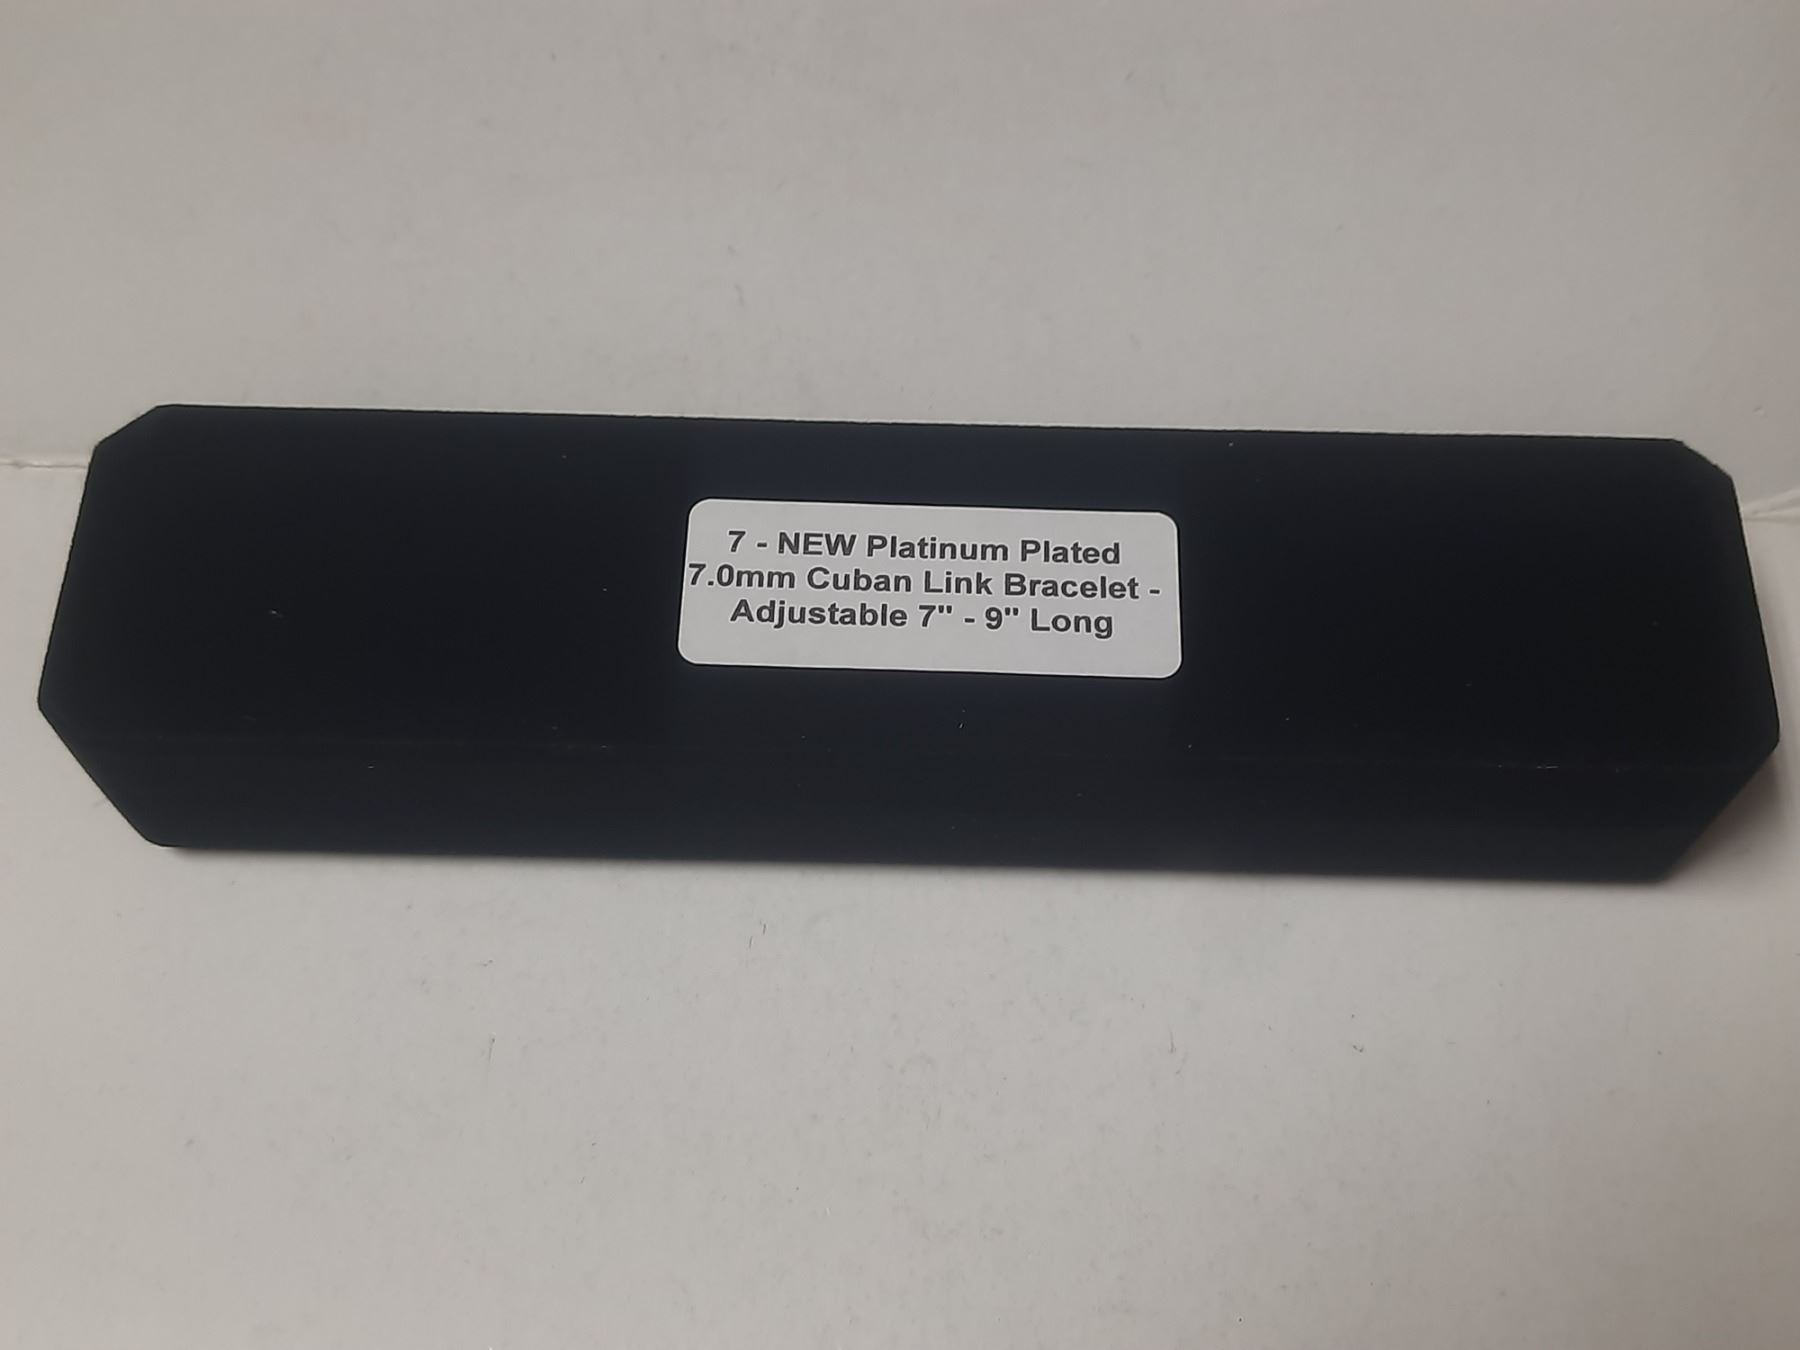 7 - NEW Platinum Plated
7.0mm Cuban Link Bracelet -
Adjustable 7" - 9" Long